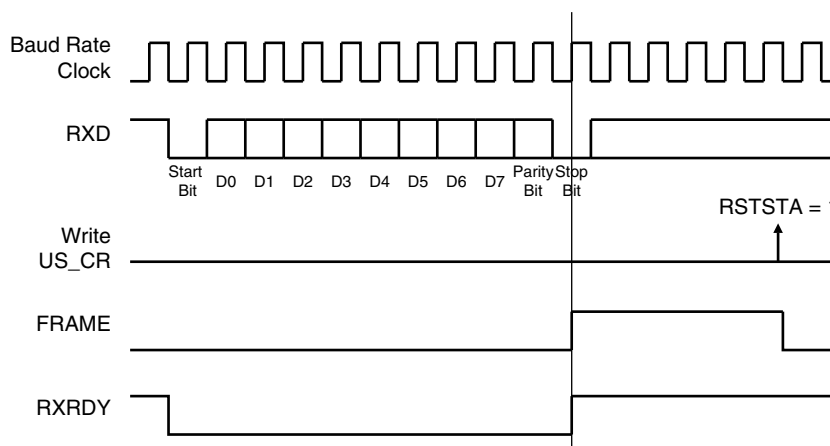 Baud Rate
Clock
RXD
Start
Bit
D0 D1 D2 D3 D4 D5 D6 D7
Parity
Bit
Stop
Bit
RSTSTA =
Write
US_CR
FRAME
RXRDY